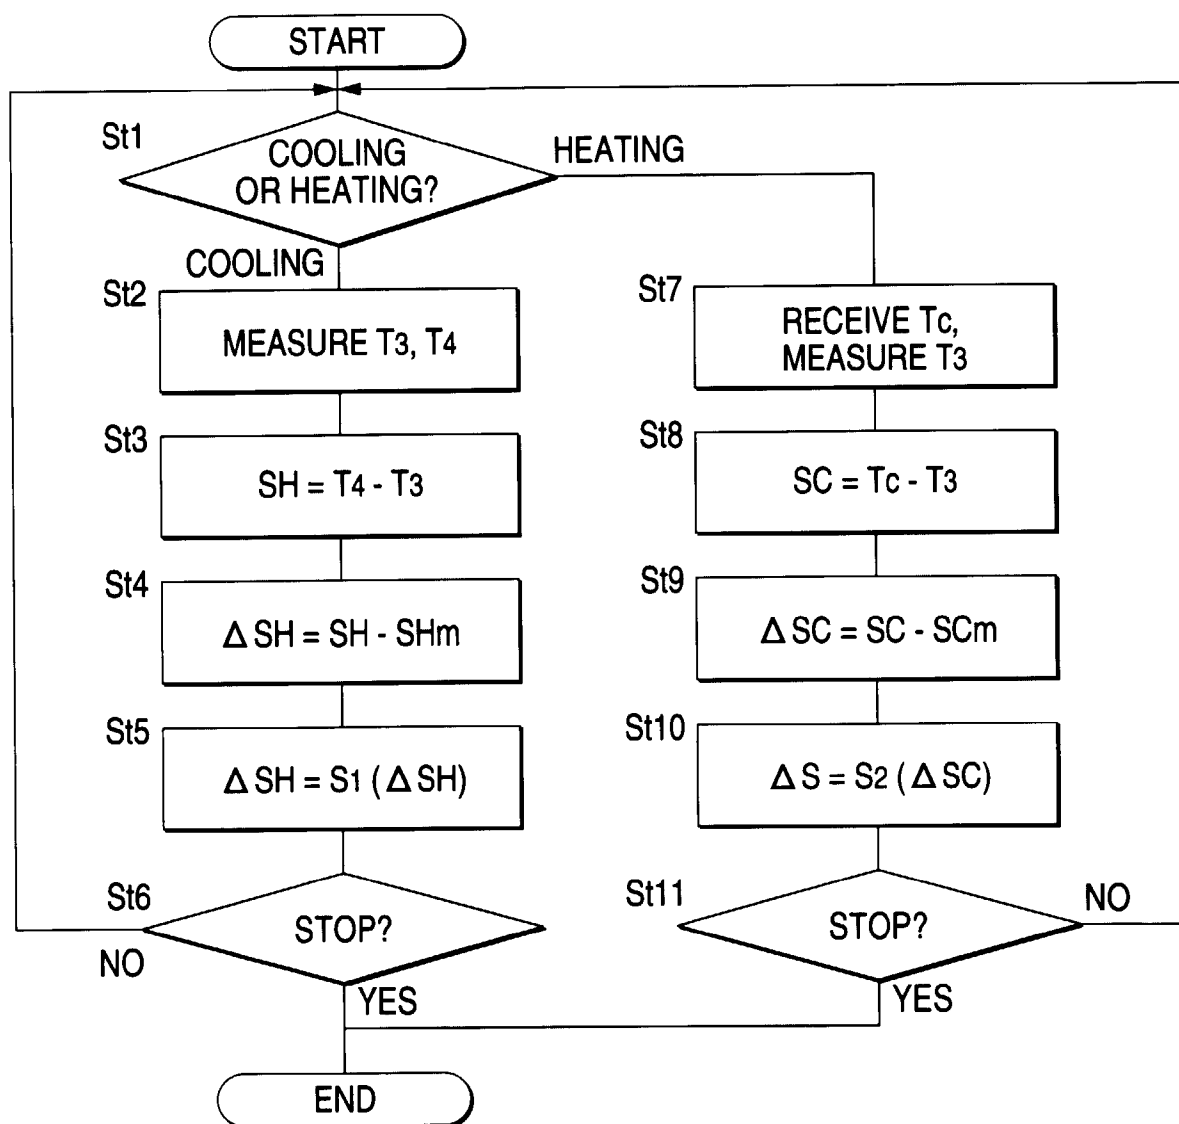 START
St1
COOLING
OR HEATING?
HEATING
COOLING
St2
MEASURE T3, T4
St3
SH = T4 - T3
St4
Δ SH = SH - SHm
St5
Δ SH = S1 ( Δ SH)
St6
STOP?
NO
YES
St7
RECEIVE Tc,
MEASURE T3
St8
SC = Tc - T3
St9
Δ SC = SC - SCm
St10
Δ S = S2 ( Δ SC)
St11
STOP?
NO
YES
END